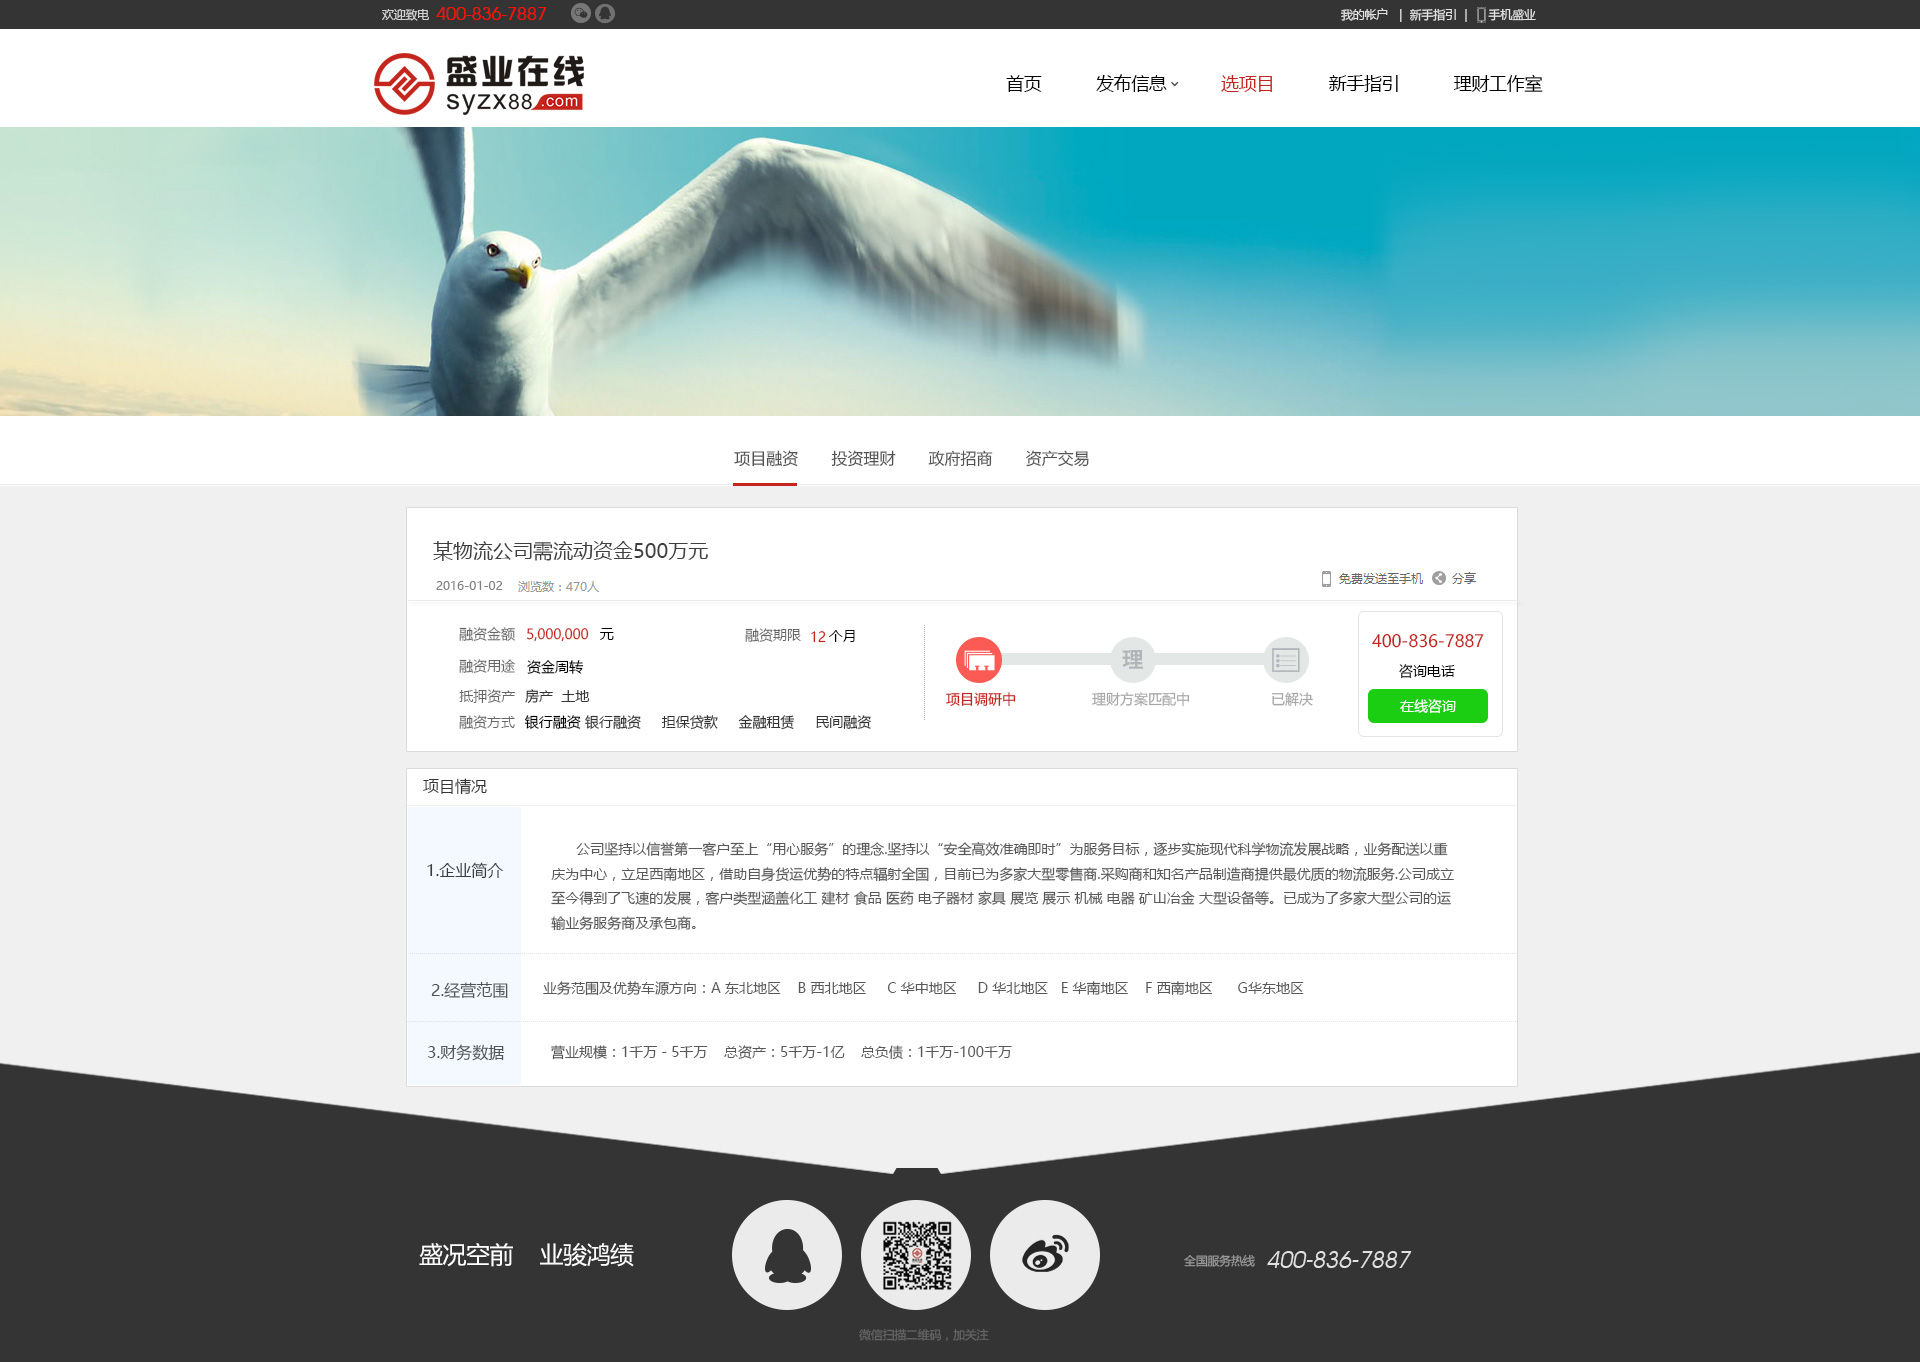 欢迎致电 400-836-7887 我的帐户 | 新手指引 | 手机盛业
盛业在线
syzx88.com
首页 发布信息 选项目 新手指引 理财工作室
项目融资 投资理财 政府招商 资产交易
某物流公司需流动资金500万元
2016-01-02 浏览数：470人 免费发送至手机 分享
融资金额 5,000,000 元 融资期限 12 个月
融资用途 资金周转
抵押资产 房产 土地
融资方式 银行融资 银行融资 担保贷款 金融租赁 民间融资
理
项目调研中 理财方案匹配中 已解决
400-836-7887
咨询电话
在线咨询
项目情况
1.企业简介
公司坚持以信誉第一客户至上“用心服务”的理念.坚持以“安全高效准确即时”为服务目标，逐步实施现代科学物流发展战略，业务配送以重
庆为中心，立足西南地区，借助自身货运优势的特点辐射全国，目前已为多家大型零售商.采购商和知名产品制造商提供最优质的物流服务.公司成立
至今得到了飞速的发展，客户类型涵盖化工 建材 食品 医药 电子器材 家具 展览 展示 机械 电器 矿山冶金 大型设备等。已成为了多家大型公司的运
输业务服务商及承包商。
2.经营范围 业务范围及优势车源方向：A 东北地区 B 西北地区 C 华中地区 D 华北地区 E 华南地区 F 西南地区 G华东地区
3.财务数据 营业规模：1千万 - 5千万 总资产：5千万-1亿 总负债：1千万-100千万
盛况空前 业骏鸿绩
全国服务热线 400-836-7887
微信扫描二维码，加关注